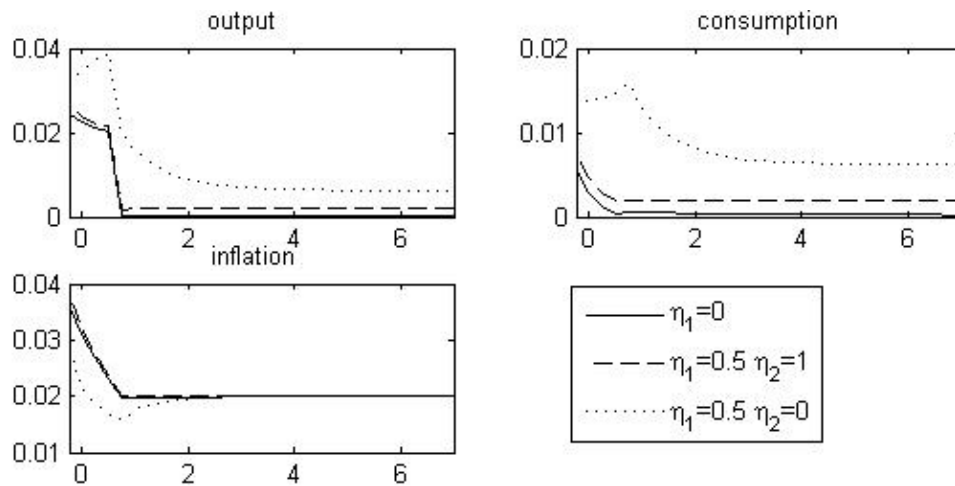 output
0.04
0.02
0
0 2 4 6
consumption
0.02
0.01
0
0 2 4 6
inflation
0.04
0.03
0.02
0.01
0 2 4 6
η₁=0
η₁=0.5 η₂=1
η₁=0.5 η₂=0